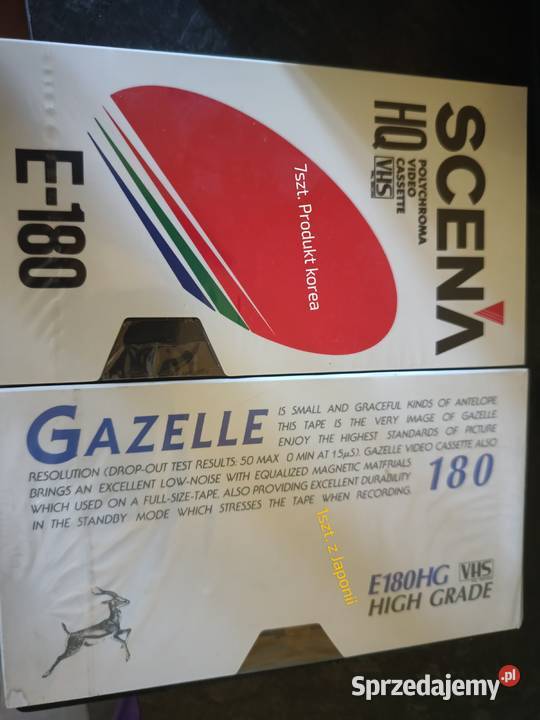 SCENA
HQ
POLYCHROMA
VIDEO
CASSETTE
VHS
E-180
7szt. Produkt korea
GAZELLE
IS SMALL AND GRACEFUL KINDS OF ANTELOPE
THIS TAPE IS THE VERY IMAGE OF GAZELLE
ENJOY THE HIGHEST STANDARDS OF PICTURE
RESOLUTION (DROP-OUT TEST RESULTS: 50 MAX 0 MIN AT 15µS). GAZELLE VIDEO CASSETTE ALSO
BRINGS AN EXCELLENT LOW-NOISE WITH EQUALIZED MAGNETIC MATERIALS
WHICH USED ON A FULL-SIZE-TAPE. ALSO PROVIDING EXCELLENT DURABILITY
IN THE STANDBY MODE WHICH STRESSES THE TAPE WHEN RECORDING.
180
1szt. z Japonii
E180HG VHS
HIGH GRADE
Sprzedajemy.pl